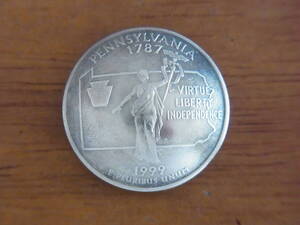 PENNSYLVANIA
1787
VIRTUE
LIBERTY
INDEPENDENCE
1999
E PLURIBUS UNUM